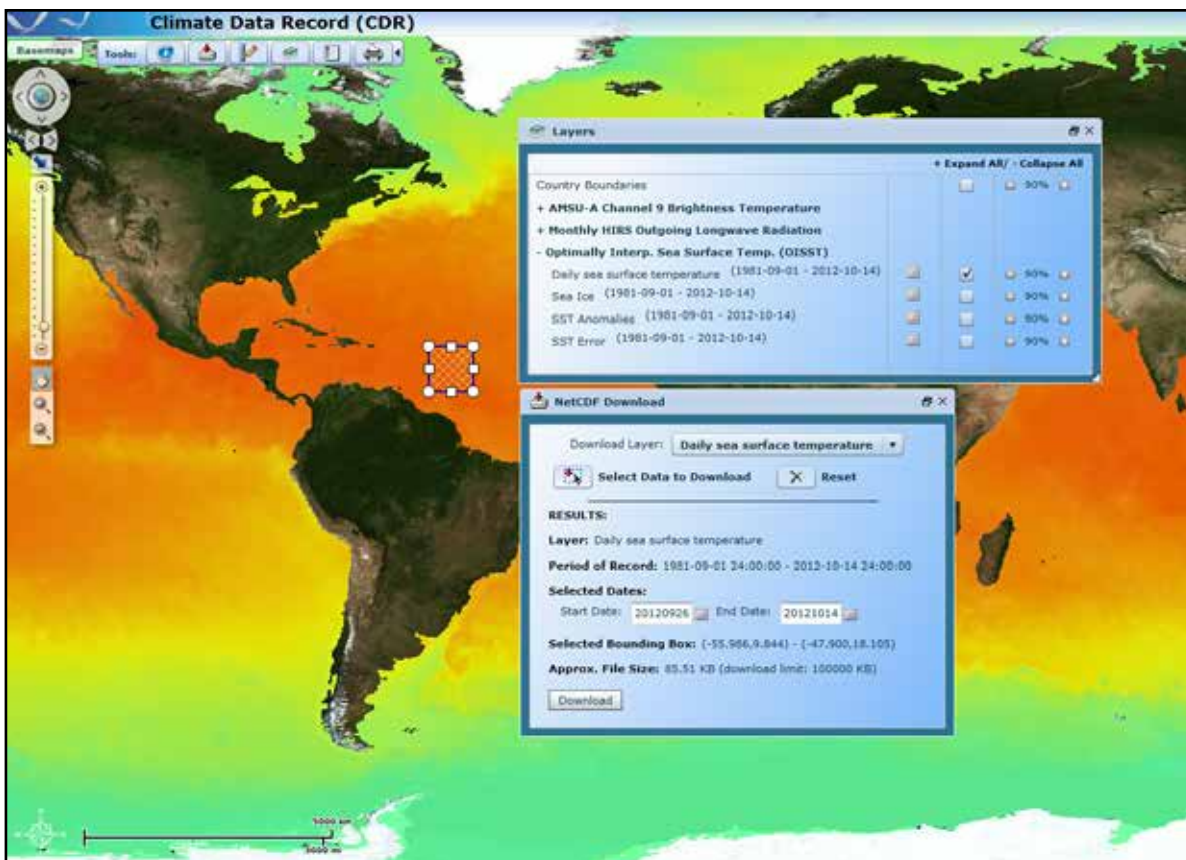 Climate Data Record (CDR)
Basemaps
Tools:
Layers
+ Expand All/ - Collapse All
Country Boundaries 90%
+ AMSU-A Channel 9 Brightness Temperature
+ Monthly HIRS Outgoing Longwave Radiation
- Optimally Interp. Sea Surface Temp. (OISST)
Daily sea surface temperature (1981-09-01 - 2012-10-14) 90%
Sea Ice (1981-09-01 - 2012-10-14) 90%
SST Anomalies (1981-09-01 - 2012-10-14) 90%
SST Error (1981-09-01 - 2012-10-14) 90%
NetCDF Download
Download Layer: Daily sea surface temperature
Select Data to Download Reset
RESULTS:
Layer: Daily sea surface temperature
Period of Record: 1981-09-01 24:00:00 - 2012-10-14 24:00:00
Selected Dates:
Start Date: 20120926 End Date: 20121014
Selected Bounding Box: (-55.986,9.844) - (-47.900,18.105)
Approx. File Size: 85.51 KB (download limit: 100000 KB)
Download
5000 km
3000 m